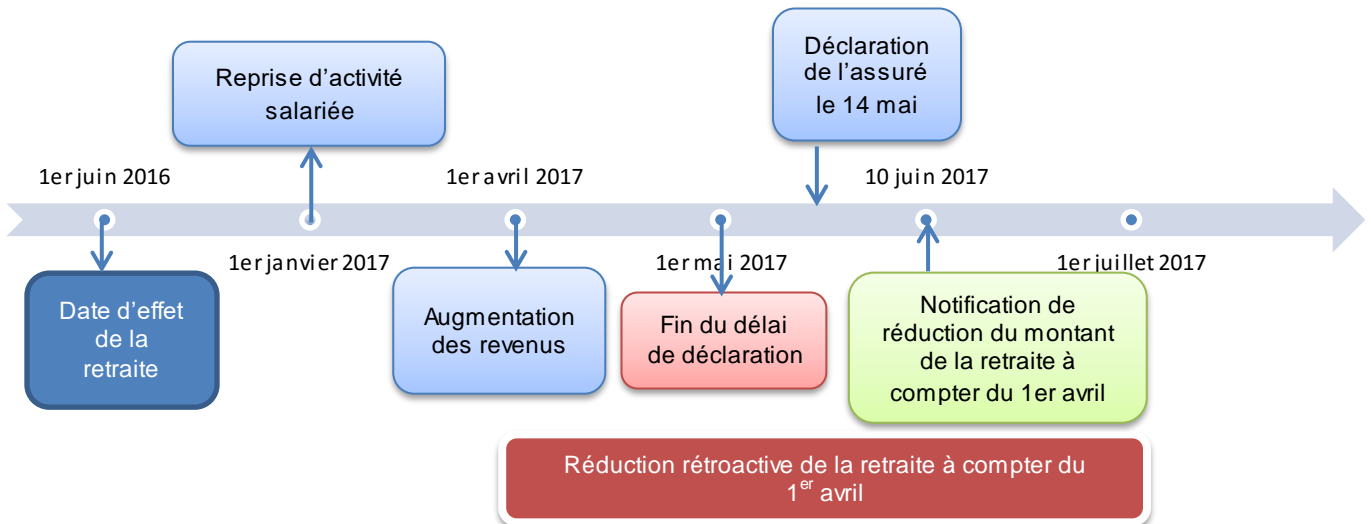 Reprise d’activité
salariée
Déclaration
de l’assuré
le 14 mai
1er juin 2016
1er avril 2017
10 juin 2017
1er janvier 2017
1er mai 2017
1er juillet 2017
Date d’effet
de la
retraite
Augmentation
des revenus
Fin du délai
de déclaration
Notification de
réduction du montant
de la retraite à
compter du 1er avril
Réduction rétroactive de la retraite à compter du
1er avril